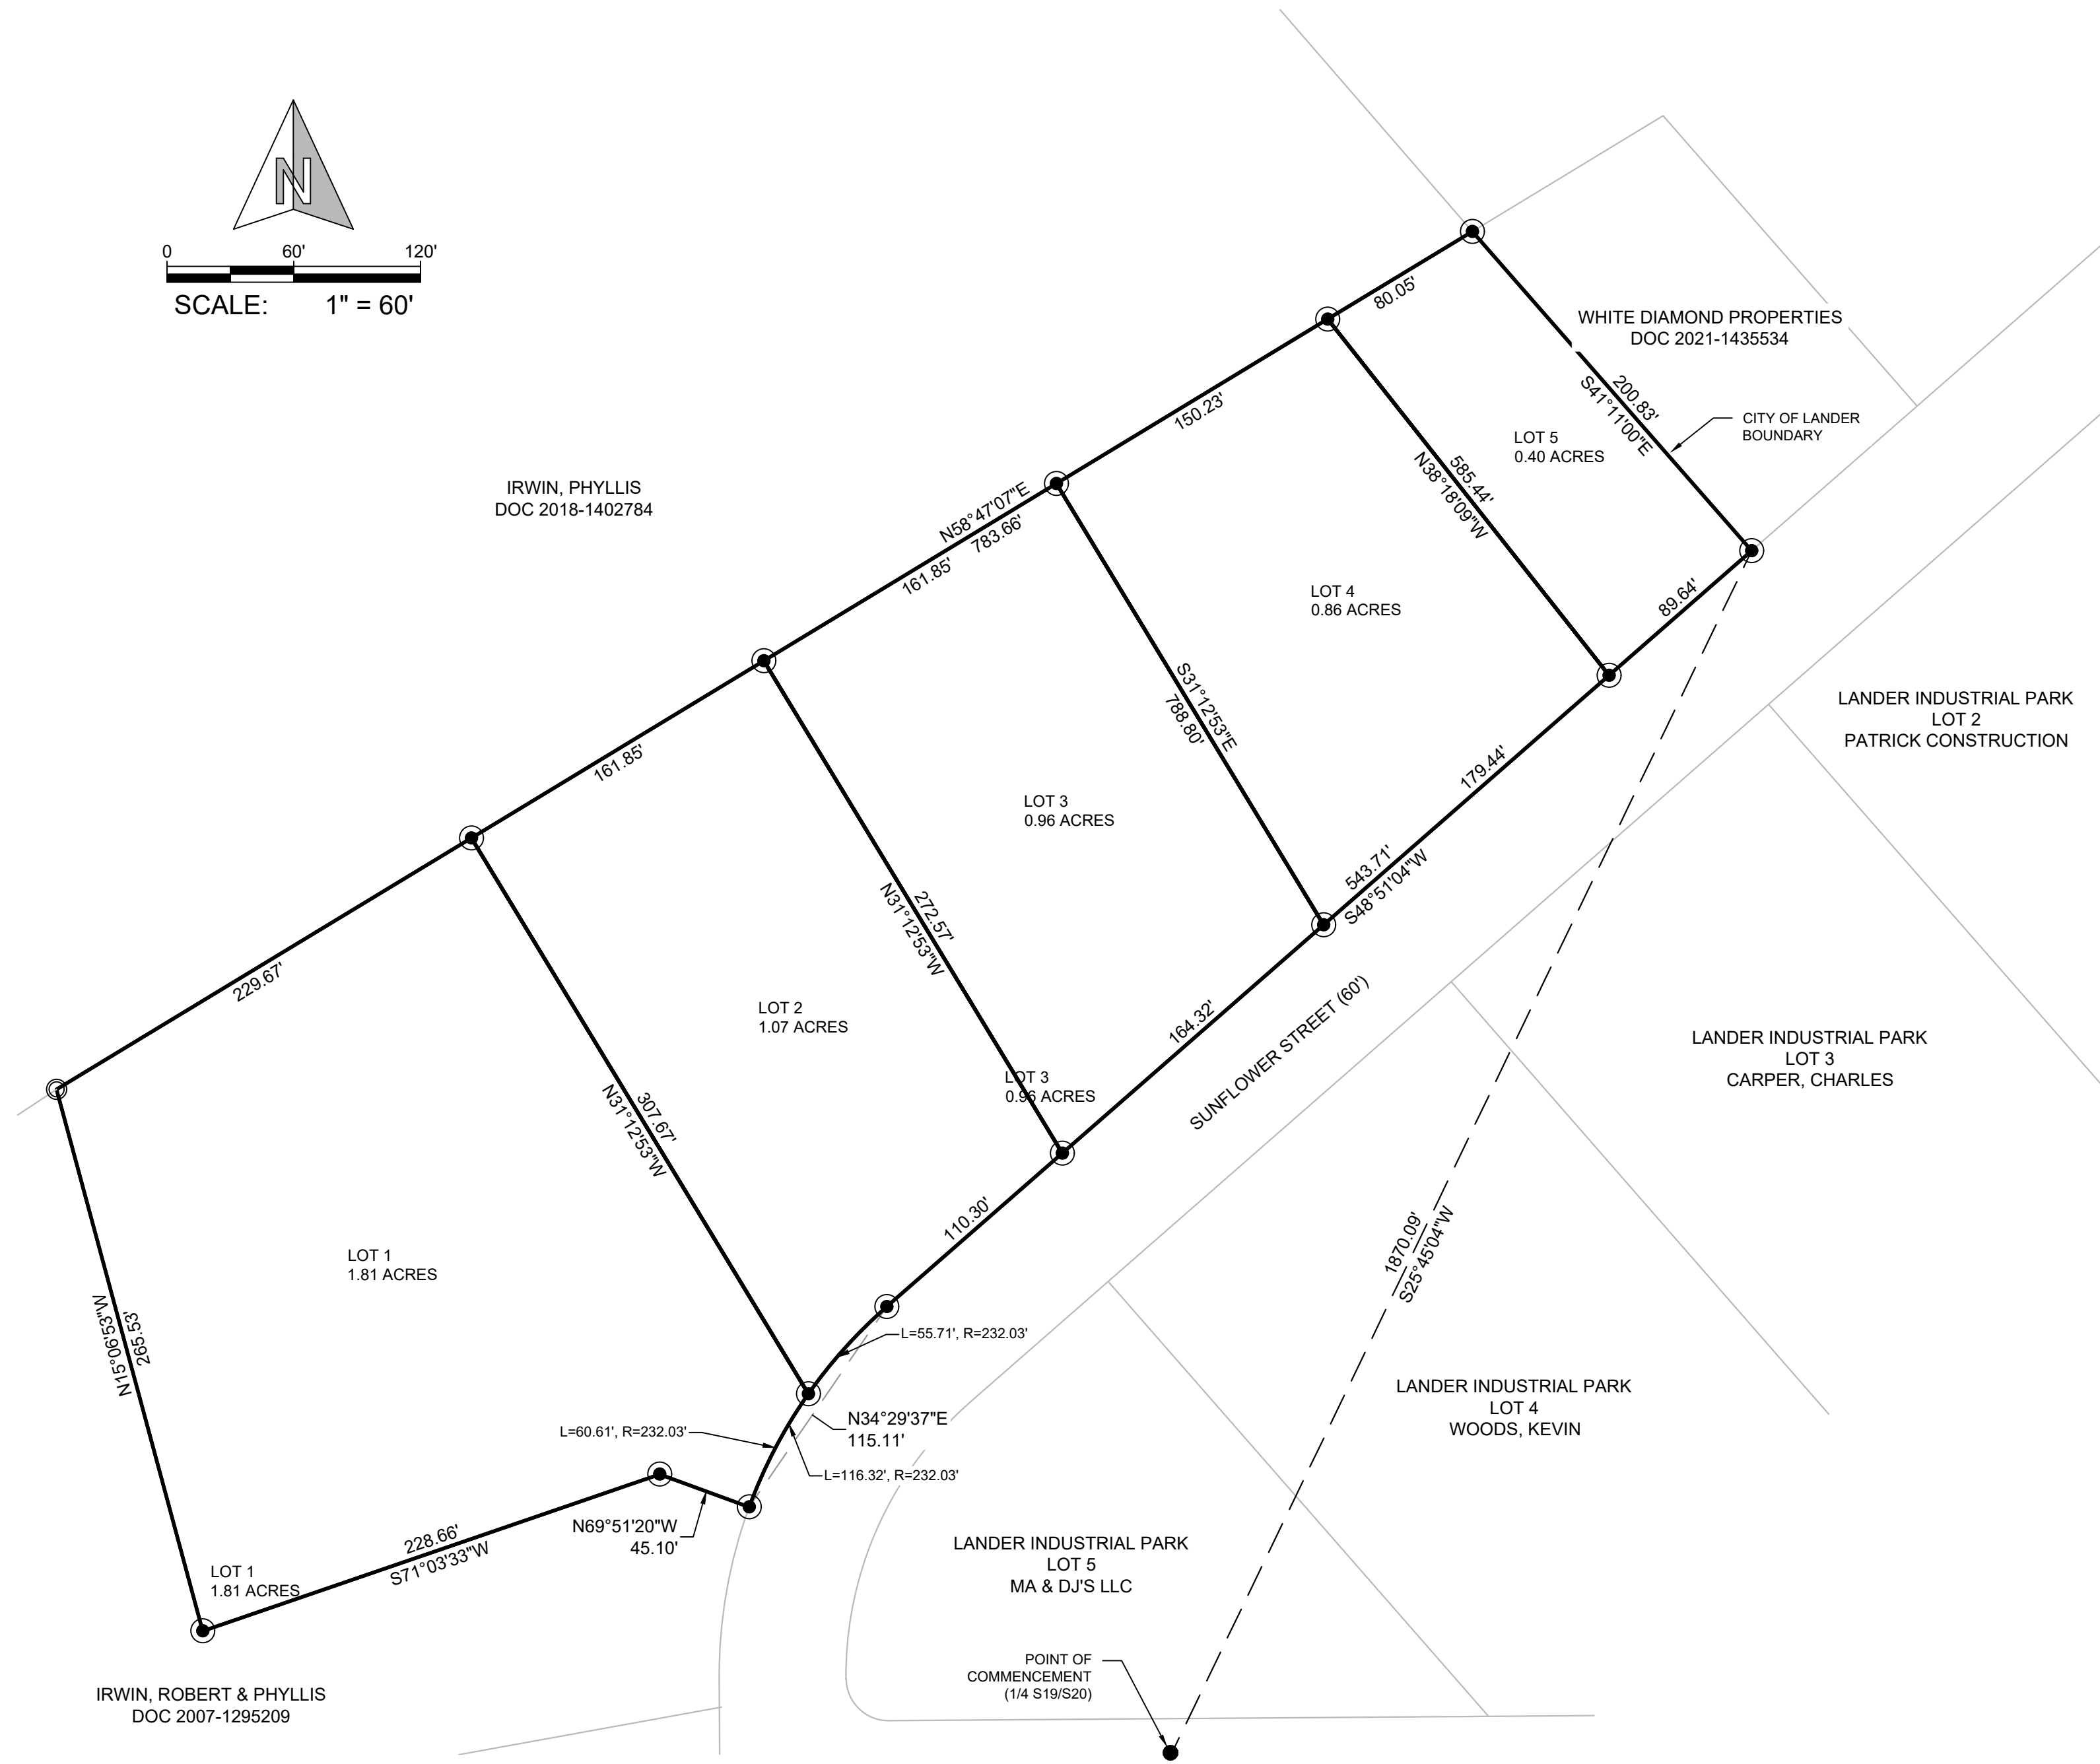 N
0 60' 120'
SCALE: 1" = 60'
80.05'
WHITE DIAMOND PROPERTIES
DOC 2021-1435534
200.83'
S41°11'00"E
CITY OF LANDER
BOUNDARY
150.23'
LOT 5
0.40 ACRES
585.44'
N38°18'09"W
IRWIN, PHYLLIS
DOC 2018-1402784
N58°47'07"E
783.66'
161.85'
89.64'
LOT 4
0.86 ACRES
S31°12'53"E
788.80'
LANDER INDUSTRIAL PARK
LOT 2
PATRICK CONSTRUCTION
161.85'
179.44'
LOT 3
0.96 ACRES
543.71'
S48°51'04"W
272.57'
N31°12'53"W
229.67'
LOT 2
1.07 ACRES
164.32'
SUNFLOWER STREET (60')
LANDER INDUSTRIAL PARK
LOT 3
CARPER, CHARLES
LOT 3
0.96 ACRES
307.67'
N31°12'53"W
110.30'
1870.09'
S25°45'04"W
LOT 1
1.81 ACRES
N15°06'53"W
265.53'
L=55.71', R=232.03'
LANDER INDUSTRIAL PARK
LOT 4
WOODS, KEVIN
N34°29'37"E
115.11'
L=60.61', R=232.03'
L=116.32', R=232.03'
N69°51'20"W
45.10'
228.66'
S71°03'33"W
LANDER INDUSTRIAL PARK
LOT 5
MA & DJ'S LLC
LOT 1
1.81 ACRES
POINT OF
COMMENCEMENT
(1/4 S19/S20)
IRWIN, ROBERT & PHYLLIS
DOC 2007-1295209